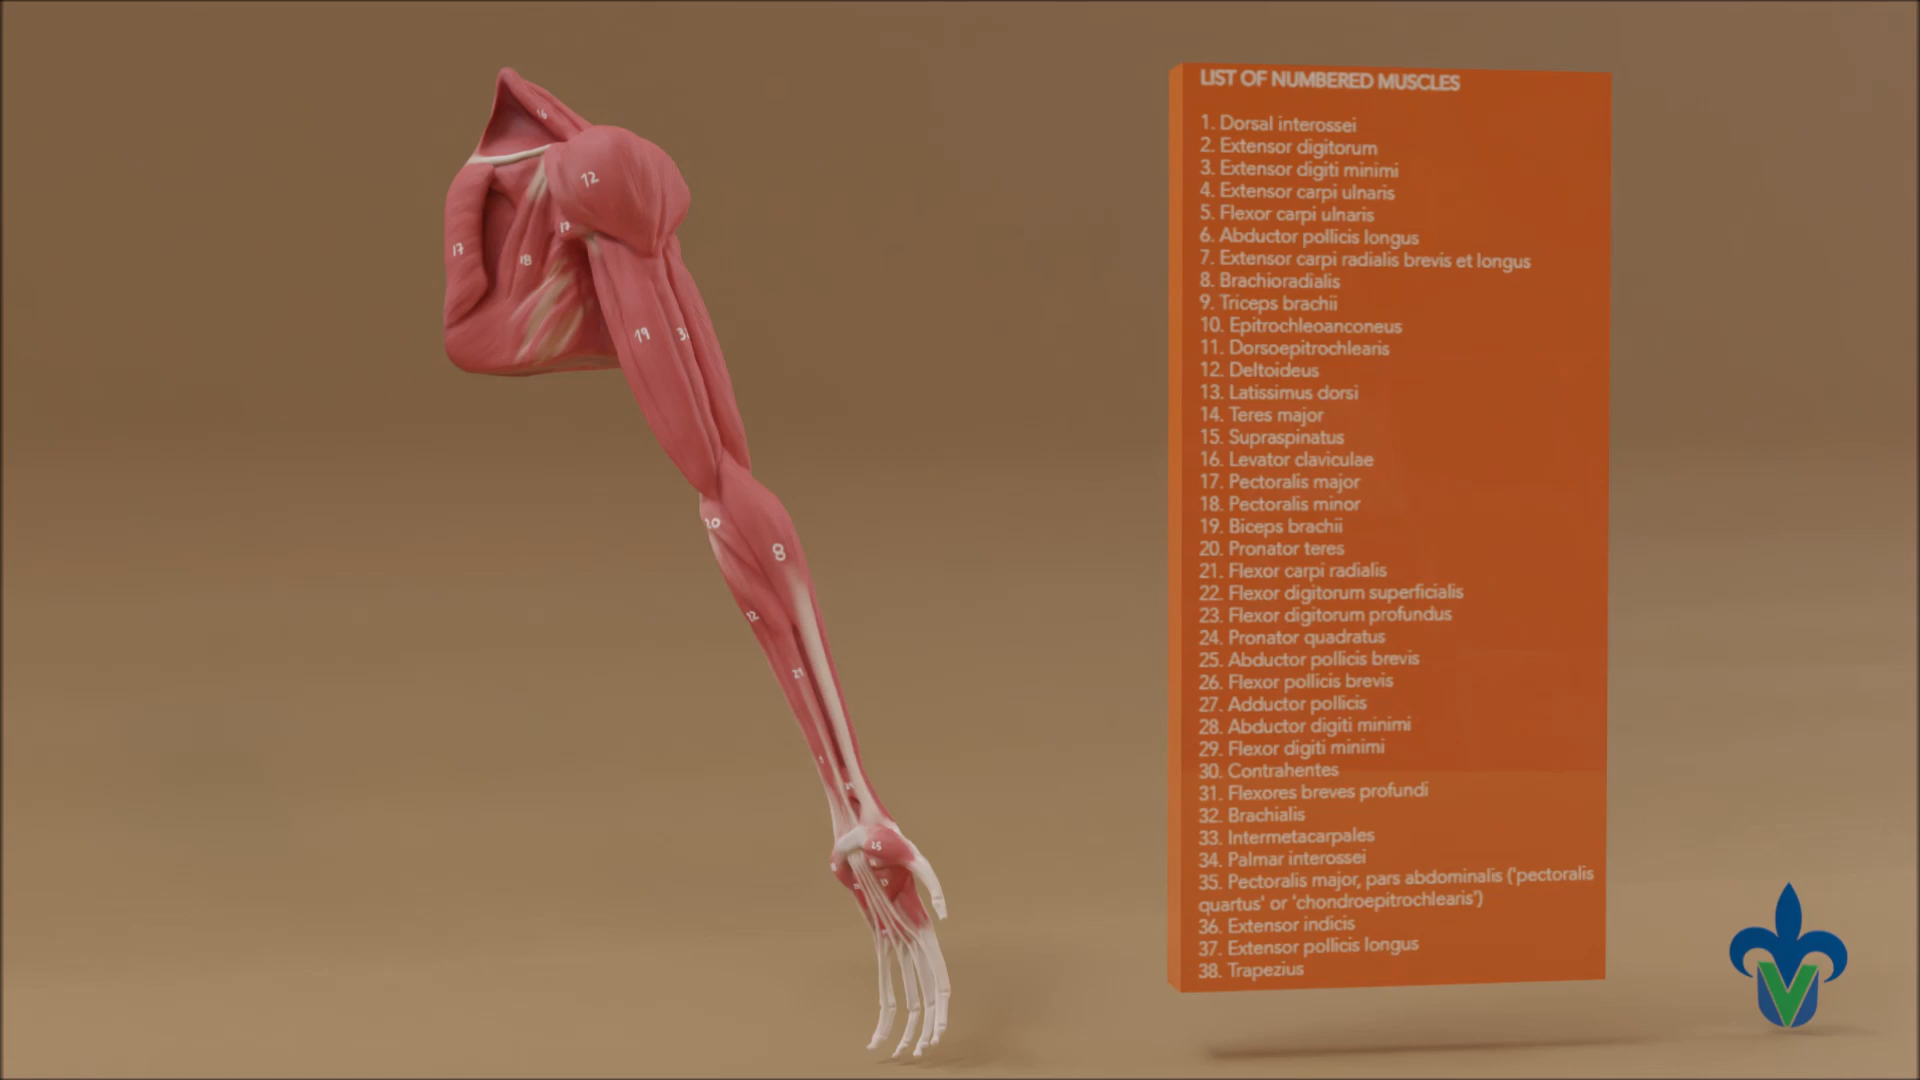 LIST OF NUMBERED MUSCLES
1. Dorsal interossei
2. Extensor digitorum
3. Extensor digiti minimi
4. Extensor carpi ulnaris
5. Flexor carpi ulnaris
6. Abductor pollicis longus
7. Extensor carpi radialis brevis et longus
8. Brachioradialis
9. Triceps brachii
10. Epitrochleoanconeus
11. Dorsoepitrochlearis
12. Deltoideus
13. Latissimus dorsi
14. Teres major
15. Supraspinatus
16. Levator claviculae
17. Pectoralis major
18. Pectoralis minor
19. Biceps brachii
20. Pronator teres
21. Flexor carpi radialis
22. Flexor digitorum superficialis
23. Flexor digitorum profundus
24. Pronator quadratus
25. Abductor pollicis brevis
26. Flexor pollicis brevis
27. Adductor pollicis
28. Abductor digiti minimi
29. Flexor digiti minimi
30. Contrahentes
31. Flexores breves profundi
32. Brachialis
33. Intermetacarpales
34. Palmar interossei
35. Pectoralis major, pars abdominalis ('pectoralis
quartus' or 'chondroepitrochlearis')
36. Extensor indicis
37. Extensor pollicis longus
38. Trapezius
16
12
17
17
18
19
20
8
12
21
25